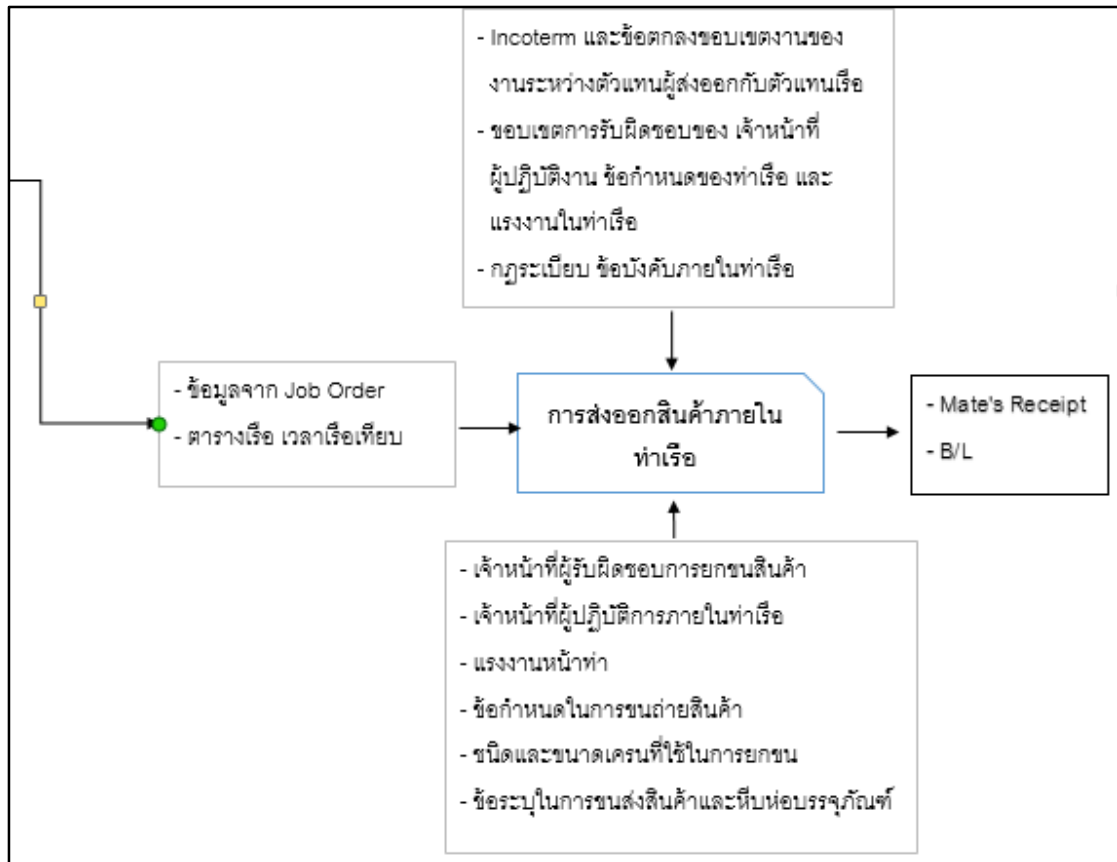 - Incoterm และข้อตกลงขอบเขตงานของ
งานระหว่างตัวแทนผู้ส่งออกกับตัวแทนเรือ
- ขอบเขตการรับผิดชอบของ เจ้าหน้าที่
ผู้ปฏิบัติงาน ข้อกำหนดของท่าเรือ และ
แรงงานในท่าเรือ
- กฎระเบียบ ข้อบังคับภายในท่าเรือ
- ข้อมูลจาก Job Order
- ตารางเรือ เวลาเรือเทียบ
การส่งออกสินค้าภายใน
ท่าเรือ
- Mate's Receipt
- B/L
- เจ้าหน้าที่ผู้รับผิดชอบการยกขนสินค้า
- เจ้าหน้าที่ผู้ปฏิบัติการภายในท่าเรือ
- แรงงานหน้าท่า
- ข้อกำหนดในการขนถ่ายสินค้า
- ชนิดและขนาดเครนที่ใช้ในการยกขน
- ข้อระบุในการขนส่งสินค้าและหีบห่อบรรจุภัณฑ์